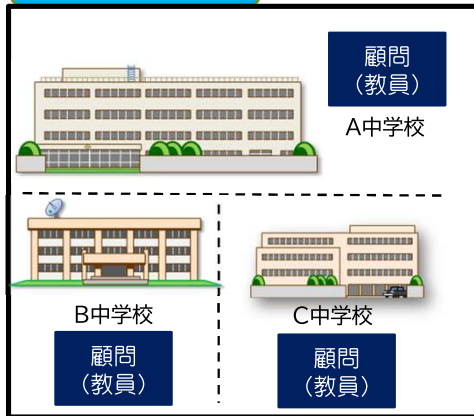 顧問
（教員）
A中学校
B中学校
顧問
（教員）
C中学校
顧問
（教員）